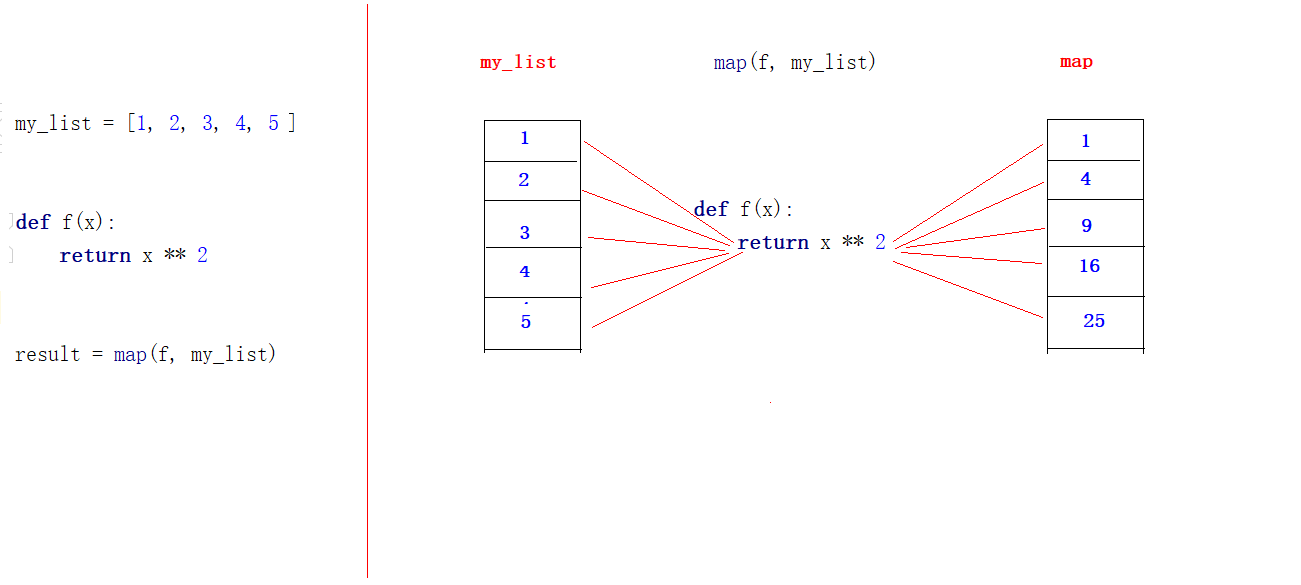 my_list = [1, 2, 3, 4, 5 ]
def f(x):
return x ** 2
result = map(f, my_list)
my_list
map(f, my_list)
map
1
2
3
4
5
def f(x):
return x ** 2
1
4
9
16
25